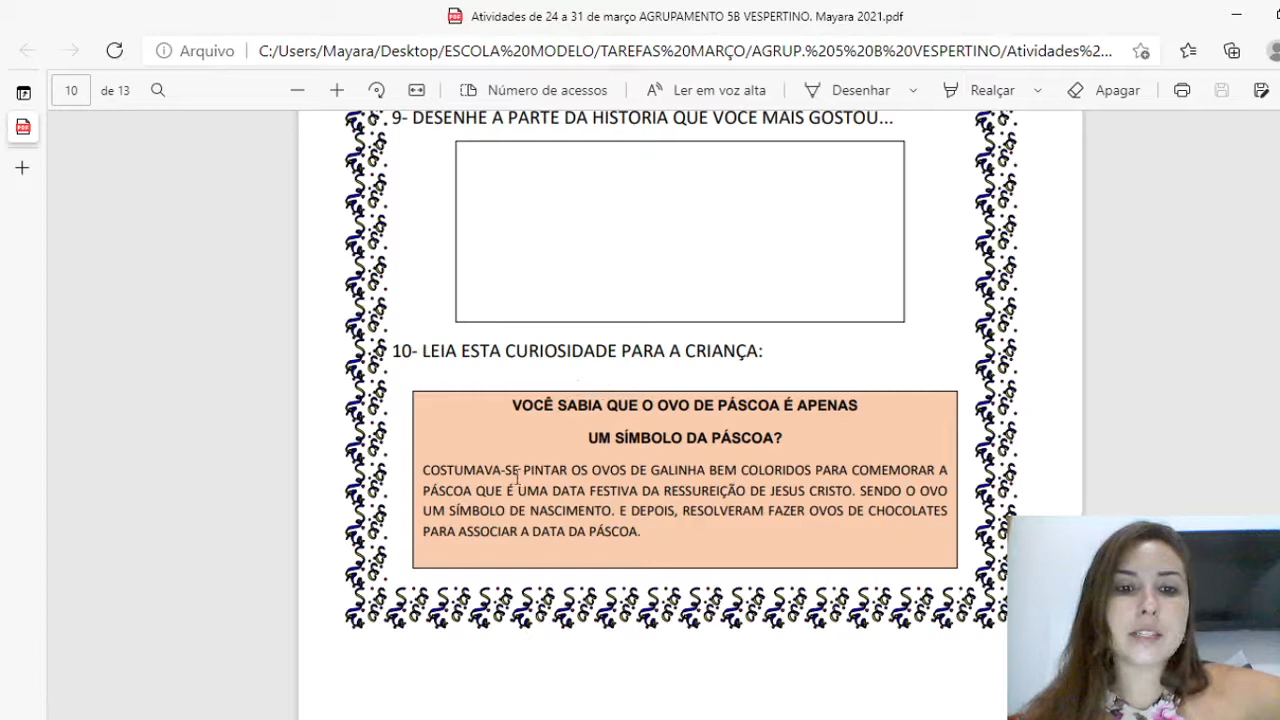 Atividades de 24 a 31 de março AGRUPAMENTO 5B VESPERTINO. Mayara 2021.pdf
Arquivo C:/Users/Mayara/Desktop/ESCOLA%20MODELO/TAREFAS%20MARÇO/AGRUP.%205%20B%20VESPERTINO/Atividades%2...
10 de 13 Número de acessos Ler em voz alta Desenhar Realçar Apagar
9- DESENHE A PARTE DA HISTORIA QUE VOCE MAIS GOSTOU...
10- LEIA ESTA CURIOSIDADE PARA A CRIANÇA:
VOCÊ SABIA QUE O OVO DE PÁSCOA É APENAS
UM SÍMBOLO DA PÁSCOA?
COSTUMAVA-SE PINTAR OS OVOS DE GALINHA BEM COLORIDOS PARA COMEMORAR A
PÁSCOA QUE É UMA DATA FESTIVA DA RESSUREIÇÃO DE JESUS CRISTO. SENDO O OVO
UM SÍMBOLO DE NASCIMENTO. E DEPOIS, RESOLVERAM FAZER OVOS DE CHOCOLATES
PARA ASSOCIAR A DATA DA PÁSCOA.